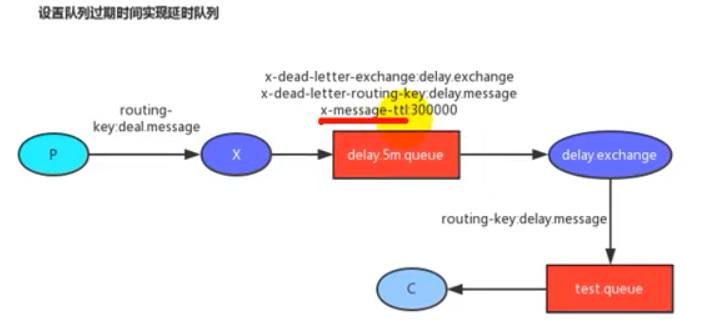 设置队列过期时间实现延时队列
x-dead-letter-exchange:delay.exchange
x-dead-letter-routing-key:delay.message
x-message-ttl:300000
routing-
key:deal.message
P
X
delay.5m.queue
delay.exchange
routing-key:delay.message
C
test.queue